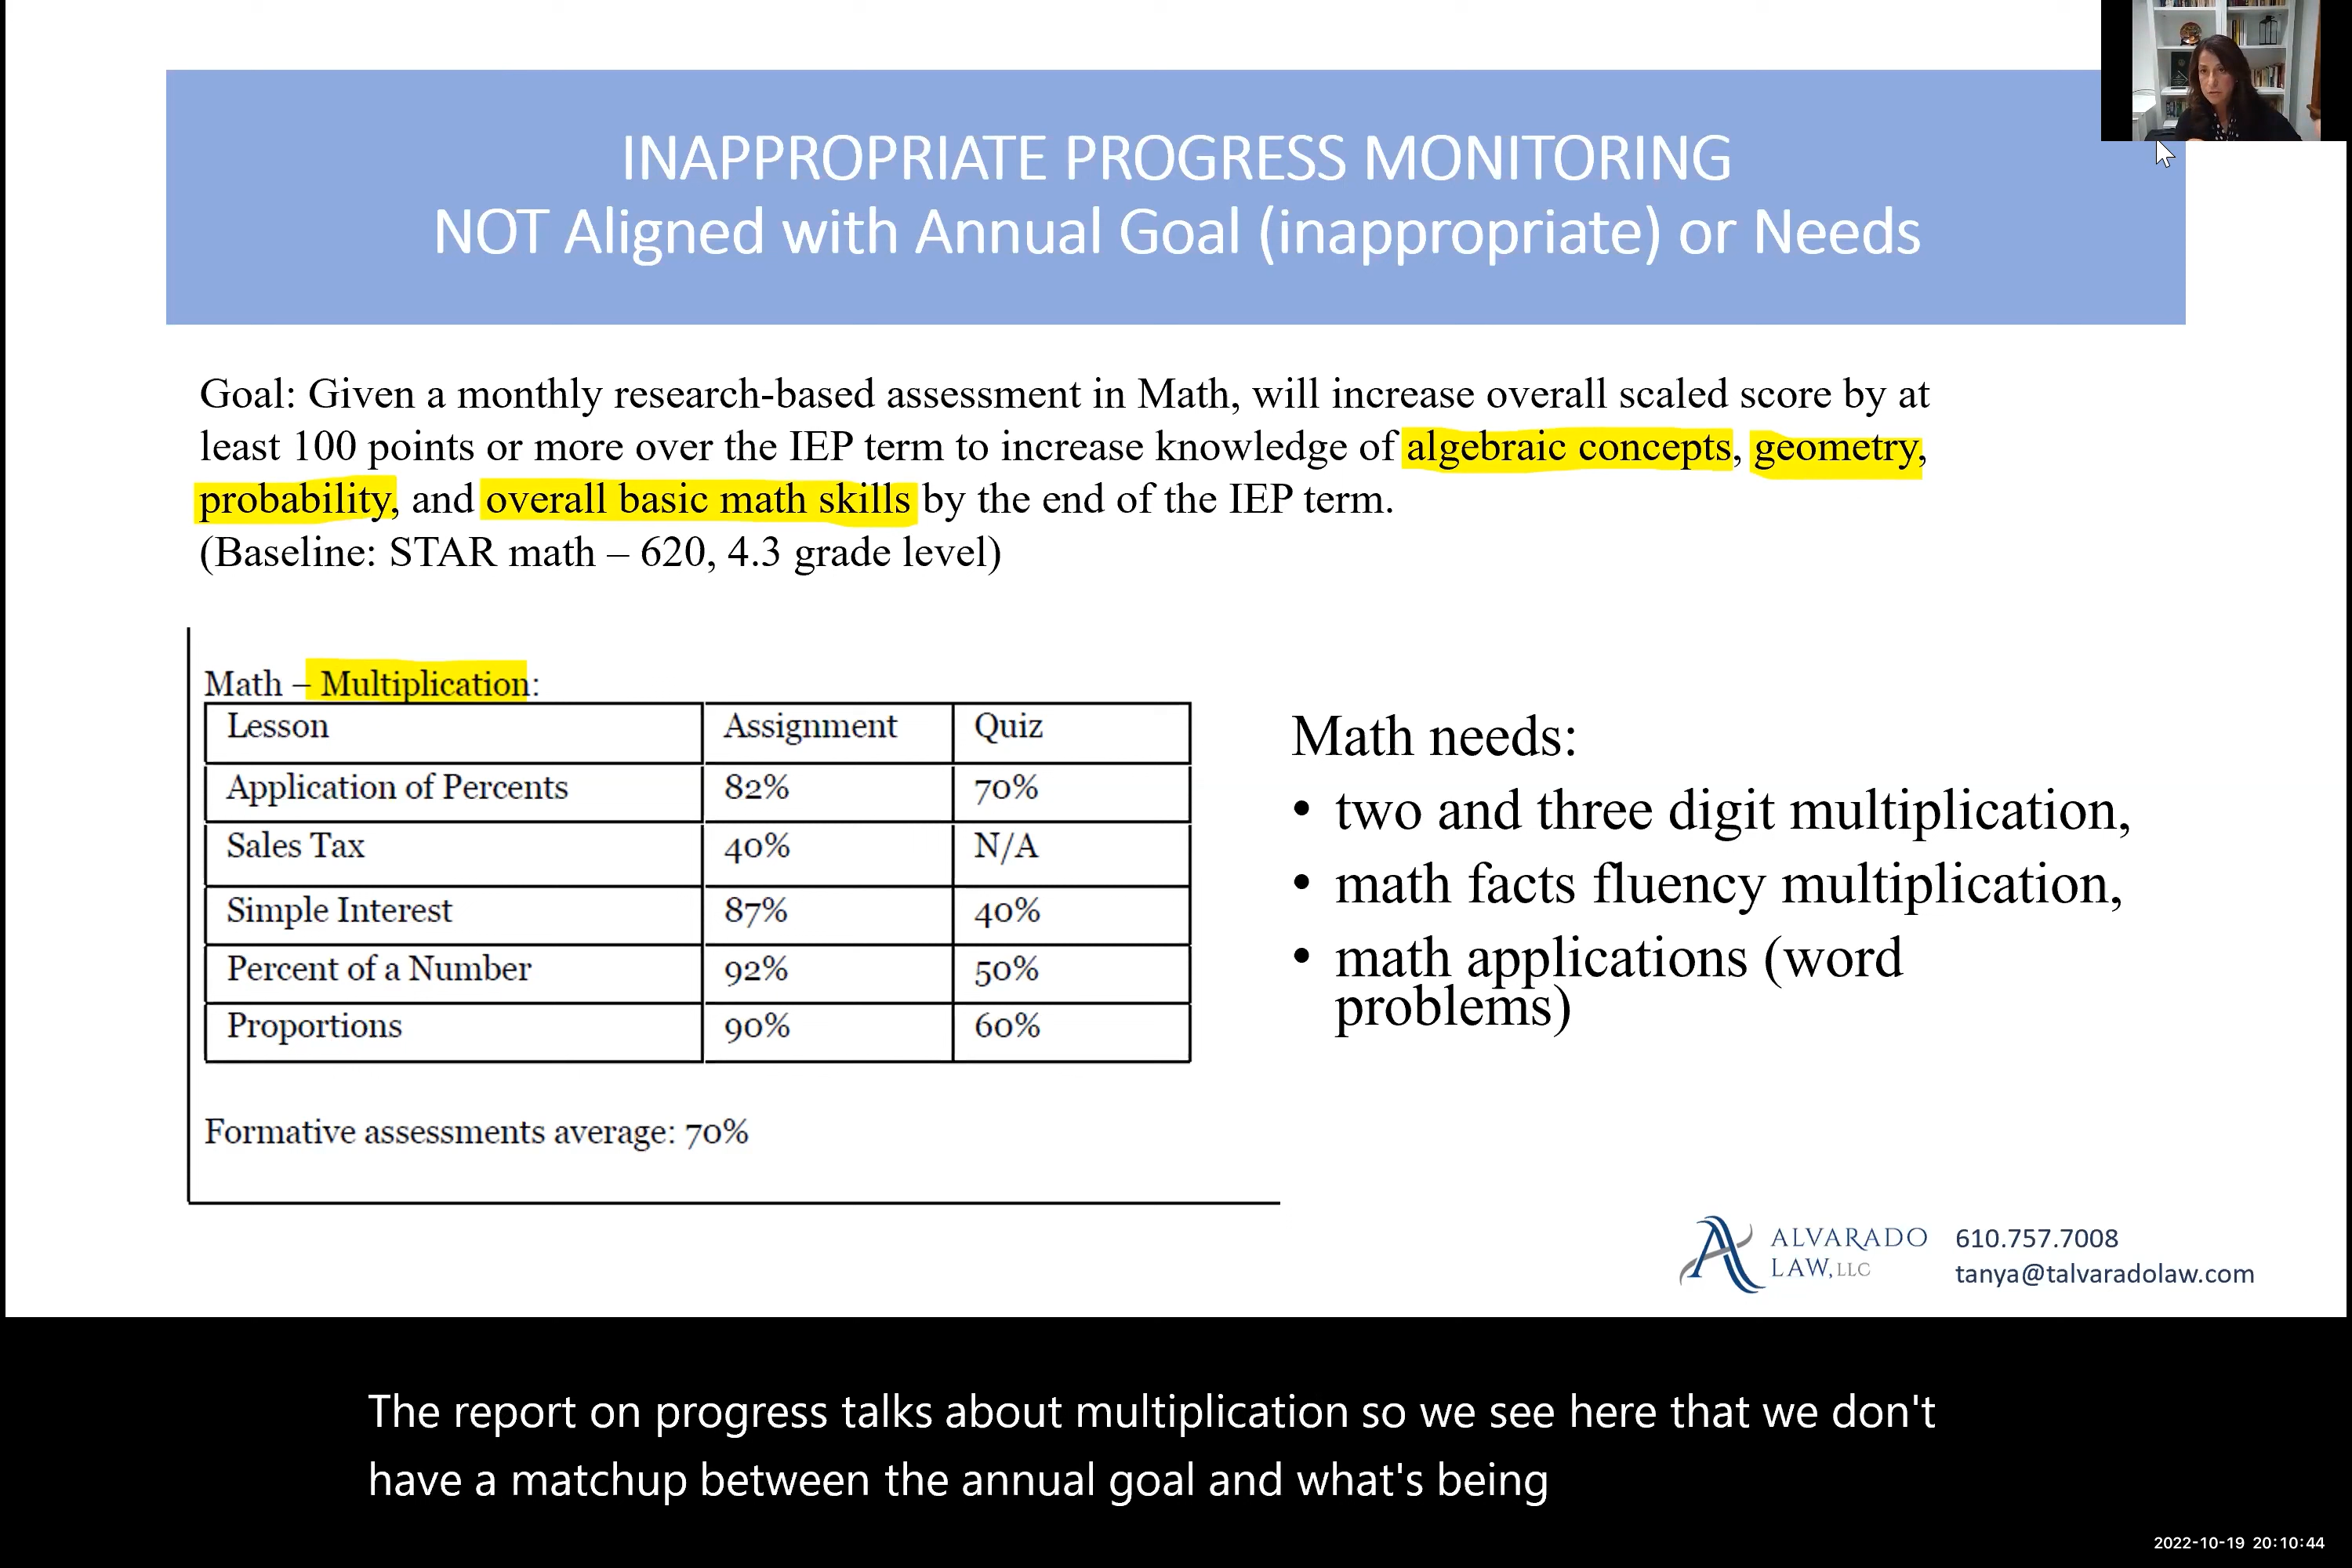 INAPPROPRIATE PROGRESS MONITORING
NOT Aligned with Annual Goal (inappropriate) or Needs
Goal: Given a monthly research-based assessment in Math, will increase overall scaled score by at
least 100 points or more over the IEP term to increase knowledge of algebraic concepts, geometry,
probability, and overall basic math skills by the end of the IEP term.
(Baseline: STAR math – 620, 4.3 grade level)
Math – Multiplication:
Lesson Assignment Quiz
Application of Percents 82% 70%
Sales Tax 40% N/A
Simple Interest 87% 40%
Percent of a Number 92% 50%
Proportions 90% 60%
Formative assessments average: 70%
Math needs:
• two and three digit multiplication,
• math facts fluency multiplication,
• math applications (word
problems)
ALVARADO
LAW, LLC
610.757.7008
tanya@talvaradolaw.com
The report on progress talks about multiplication so we see here that we don't
have a matchup between the annual goal and what's being
2022-10-19 20:10:44